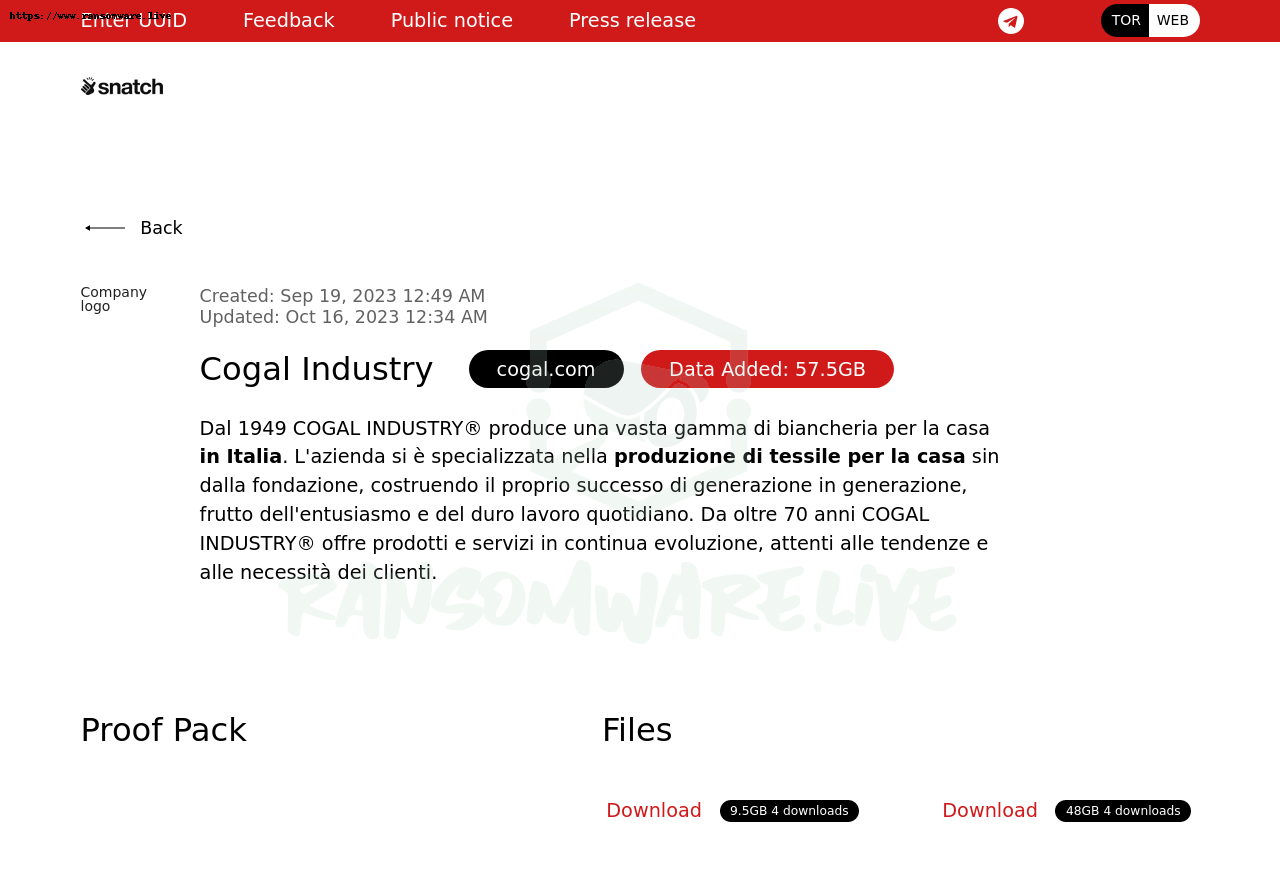 https://www.ransomware.live
Enter UUID Feedback Public notice Press release TOR WEB
snatch
Back
Company
logo
Created: Sep 19, 2023 12:49 AM
Updated: Oct 16, 2023 12:34 AM
Cogal Industry cogal.com Data Added: 57.5GB
Dal 1949 COGAL INDUSTRY® produce una vasta gamma di biancheria per la casa
in Italia. L'azienda si è specializzata nella produzione di tessile per la casa sin
dalla fondazione, costruendo il proprio successo di generazione in generazione,
frutto dell'entusiasmo e del duro lavoro quotidiano. Da oltre 70 anni COGAL
INDUSTRY® offre prodotti e servizi in continua evoluzione, attenti alle tendenze e
alle necessità dei clienti.
RANSOMWARE.LIVE
Proof Pack Files
Download 9.5GB 4 downloads Download 48GB 4 downloads